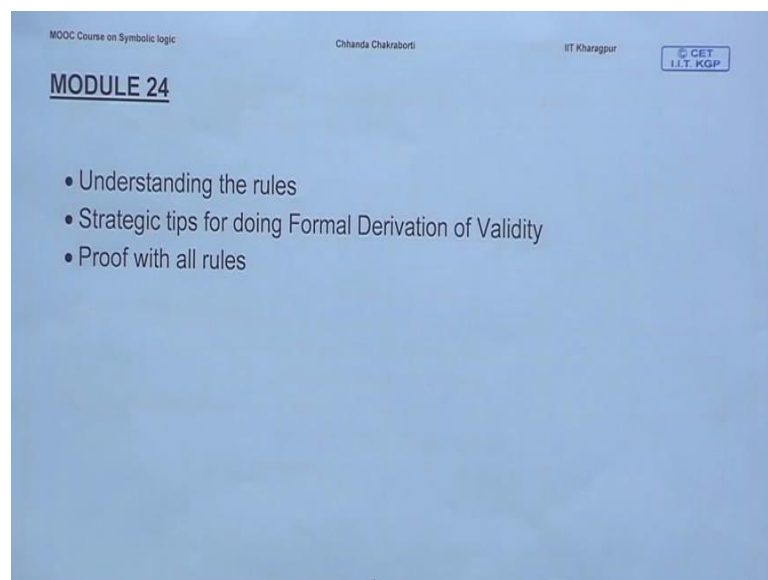 MOOC Course on Symbolic logic
Chhanda Chakraborti
IIT Kharagpur
© CET
I.I.T. KGP
MODULE 24
• Understanding the rules
• Strategic tips for doing Formal Derivation of Validity
• Proof with all rules